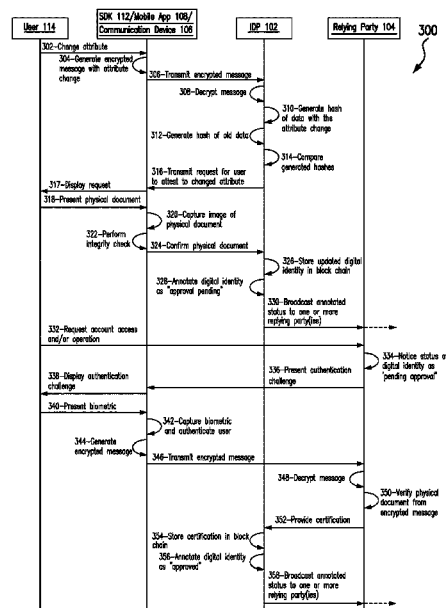 User 114
SDK 112/Mobile App 108/
Communication Device 106
IDP 102
Relying Party 104
300
302–Change attribute
304–Generate encrypted
message with attribute
change
306–Transmit encrypted message
308–Decrypt message
310–Generate hash
of data with the
attribute change
312–Generate hash of old data
314–Compare
generated hashes
316–Transmit request for user
to attest to changed attribute
317–Display request
318–Present physical document
320–Capture image of
physical document
322–Perform
integrity check
324–Confirm physical document
326–Store updated digital
identity in block chain
328–Annotate digital identity
as "approval pending"
330–Broadcast annotated
status to one or more
replying party(ies)
332–Request account access
and/or operation
334–Notice status o
digital identity as
"pending approval"
336–Present authentication
challenge
338–Display authentication
challenge
340–Present biometric
342–Capture biometric
and authenticate user
344–Generate
encrypted message
346–Transmit encrypted message
348–Decrypt message
350–Verify physical
document from
encrypted message
352–Provide certification
354–Store certification in block
chain
356–Annotate digital identity
as "approved"
358–Broadcast annotated
status to one or more
relying party(ies)